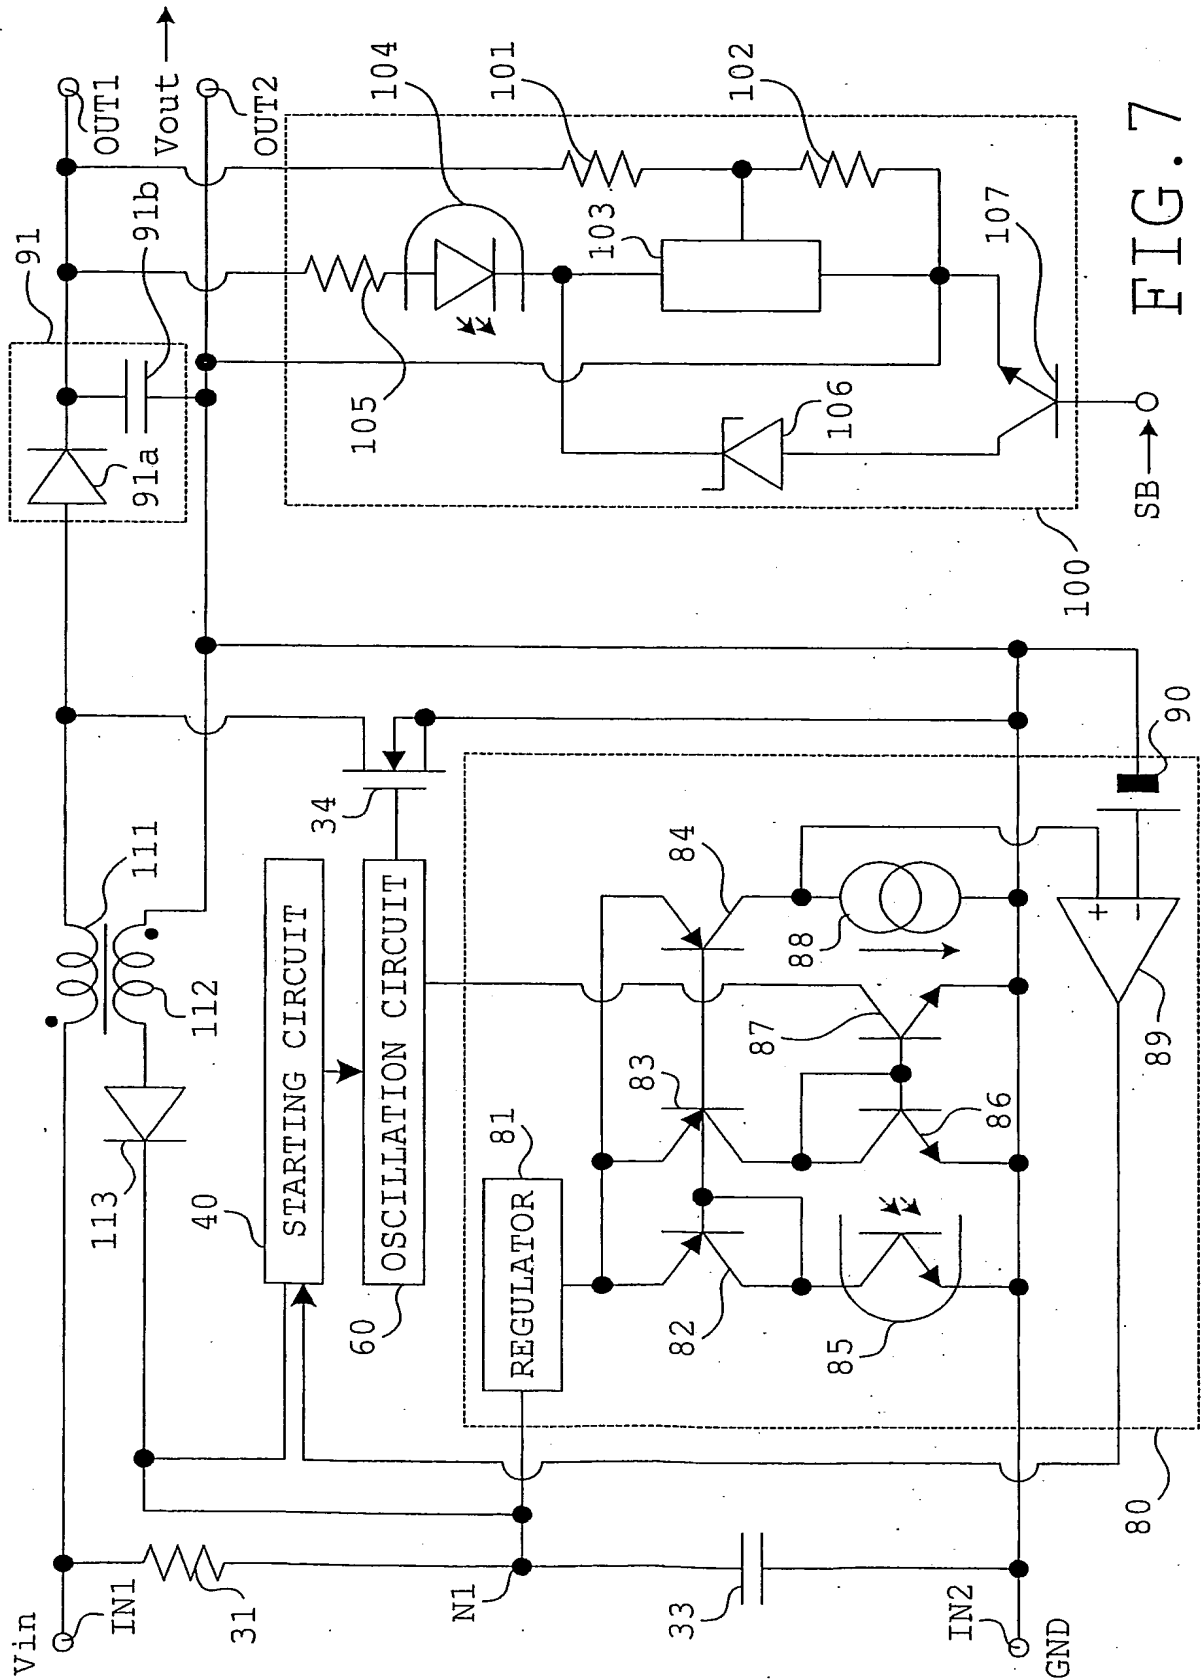 Vin
IN1
31
N1
33
IN2
GND
113
111
112
40
STARTING CIRCUIT
60
OSCILLATION CIRCUIT
34
81
REGULATOR
82
83
84
85
86
87
88
+
-
89
90
80
91
91a
91b
OUT1
Vout
OUT2
105
104
101
103
102
106
107
100
SB
FIG.7